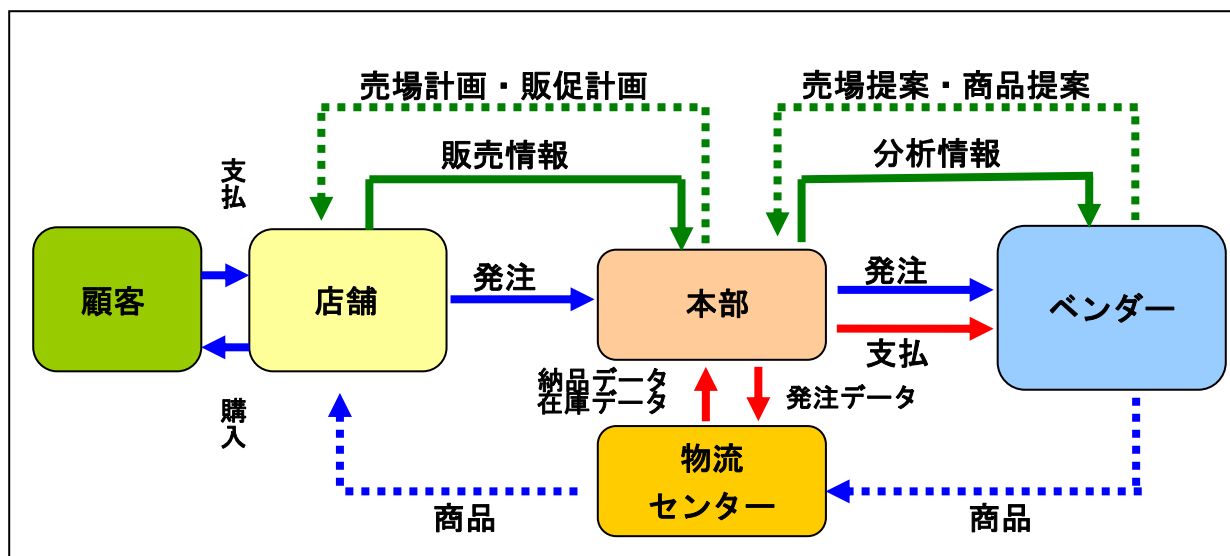 売場計画・販促計画
売場提案・商品提案
販売情報
分析情報
支払
顧客
店舗
発注
本部
発注
ベンダー
支払
購入
納品データ
在庫データ
発注データ
物流
センター
商品
商品